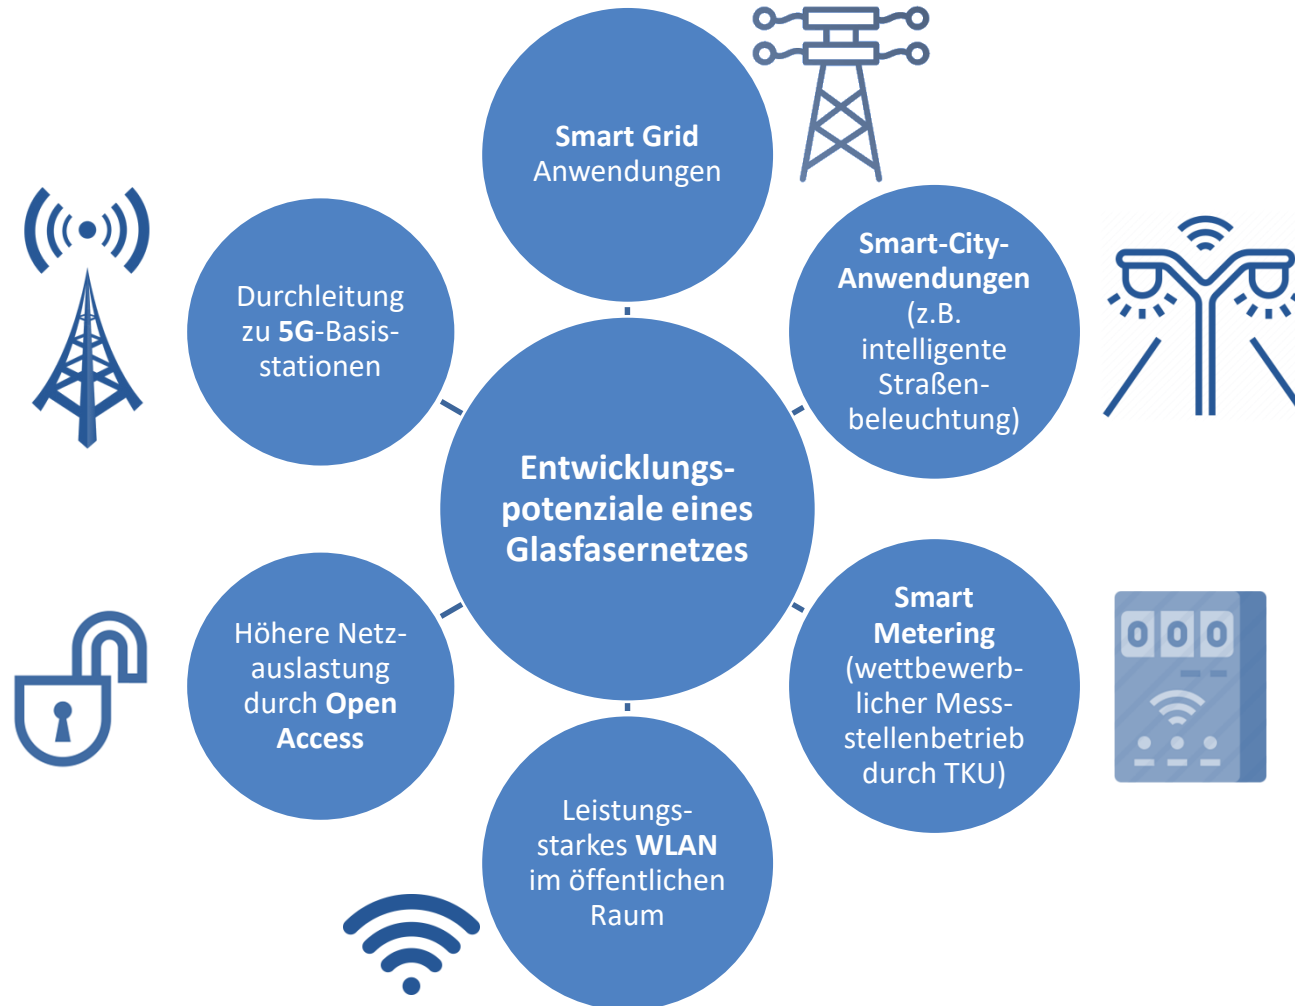 Smart Grid
Anwendungen
Smart-City-
Anwendungen
(z.B.
intelligente
Straßen-
beleuchtung)
Durchleitung
zu 5G-Basis-
stationen
Entwicklungs-
potenziale eines
Glasfasernetzes
Smart
Metering
(wettbewerb-
licher Mess-
stellenbetrieb
durch TKU)
000
Höhere Netz-
auslastung
durch Open
Access
Leistungs-
starkes WLAN
im öffentlichen
Raum